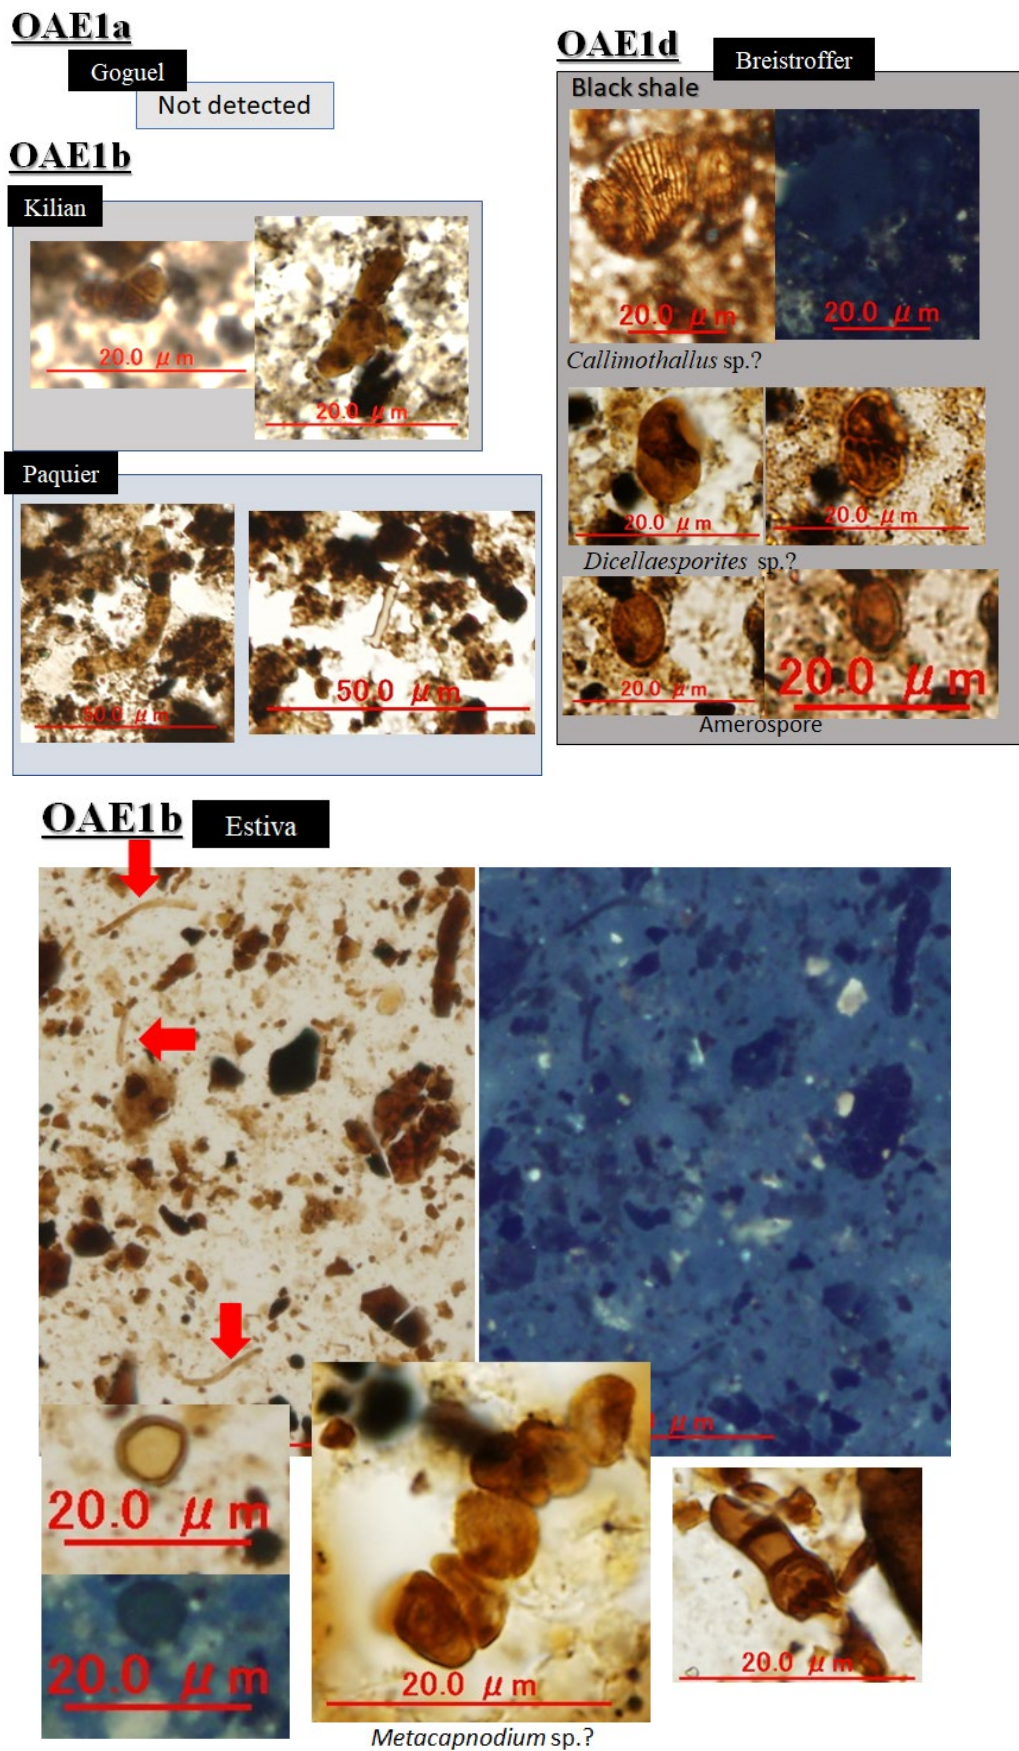 OAE1a
Goguel
Not detected
OAE1b
Kilian
20.0 μm
20.0 μm
Paquier
50.0 μm
50.0 μm
OAE1d
Breistroffer
Black shale
20.0 μm
20.0 μm
Callimothallus sp.?
20.0 μm
20.0 μm
Dicellaesporites sp.?
20.0 μm
20.0 μm
Amerospore
OAE1b
Estiva
μm
20.0 μm
20.0 μm
20.0 μm
Metacapnodium sp.?
20.0 μm